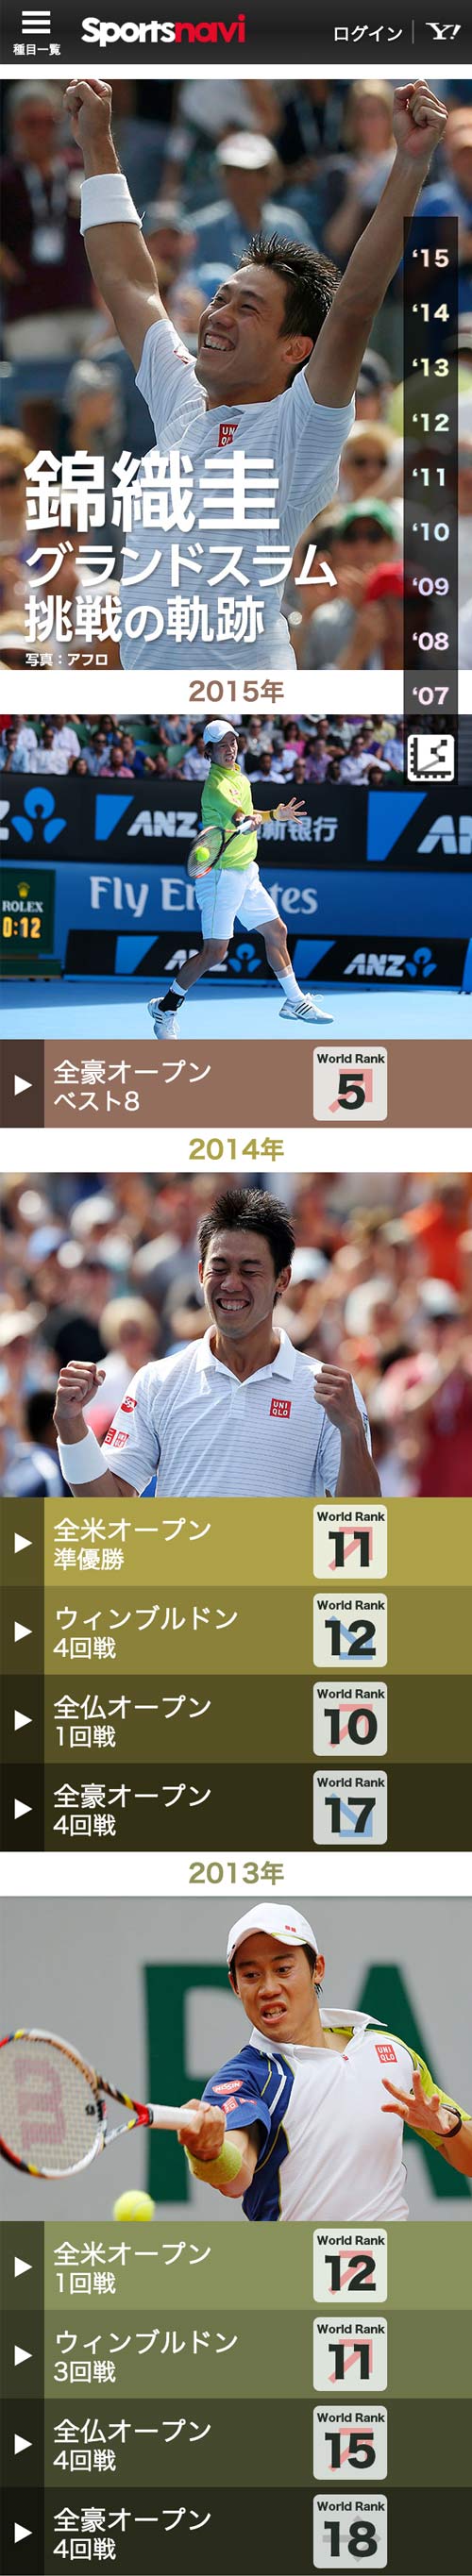 種目一覧
Sportsnavi
ログイン
Y!
'15
'14
'13
'12
'11
'10
'09
'08
'07
UNI
QLO
錦織圭
グランドスラム
挑戦の軌跡
写真：アフロ
2015年
ANZ
新银行
ROLEX
0:12
Fly Emirates
ANZ
ANZ
全豪オープン
ベスト8
World Rank
5
2014年
UNI
QLO
全米オープン
準優勝
World Rank
11
ウィンブルドン
4回戦
World Rank
12
全仏オープン
1回戦
World Rank
10
全豪オープン
4回戦
World Rank
17
2013年
UNI
QLO
NISSIN
全米オープン
1回戦
World Rank
12
ウィンブルドン
3回戦
World Rank
11
全仏オープン
4回戦
World Rank
15
全豪オープン
4回戦
World Rank
18